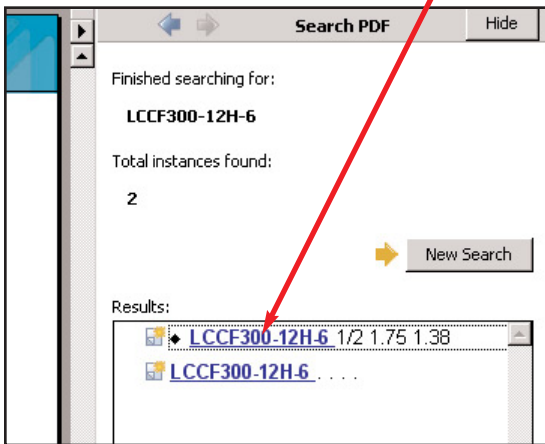 Search PDF Hide
Finished searching for:
LCCF300-12H-6
Total instances found:
2
New Search
Results:
◆ LCCF300-12H-6 1/2 1.75 1.38
LCCF300-12H-6 . . . .